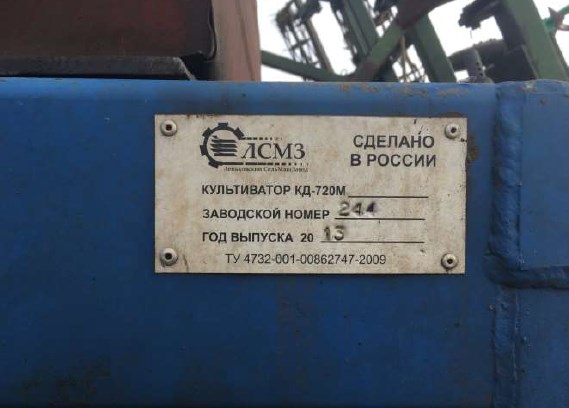 ЛСМЗ
СДЕЛАНО
В РОССИИ
КУЛЬТИВАТОР КД-720М
ЗАВОДСКОЙ НОМЕР 244
ГОД ВЫПУСКА 20 13
ТУ 4732-001-00862747-2009